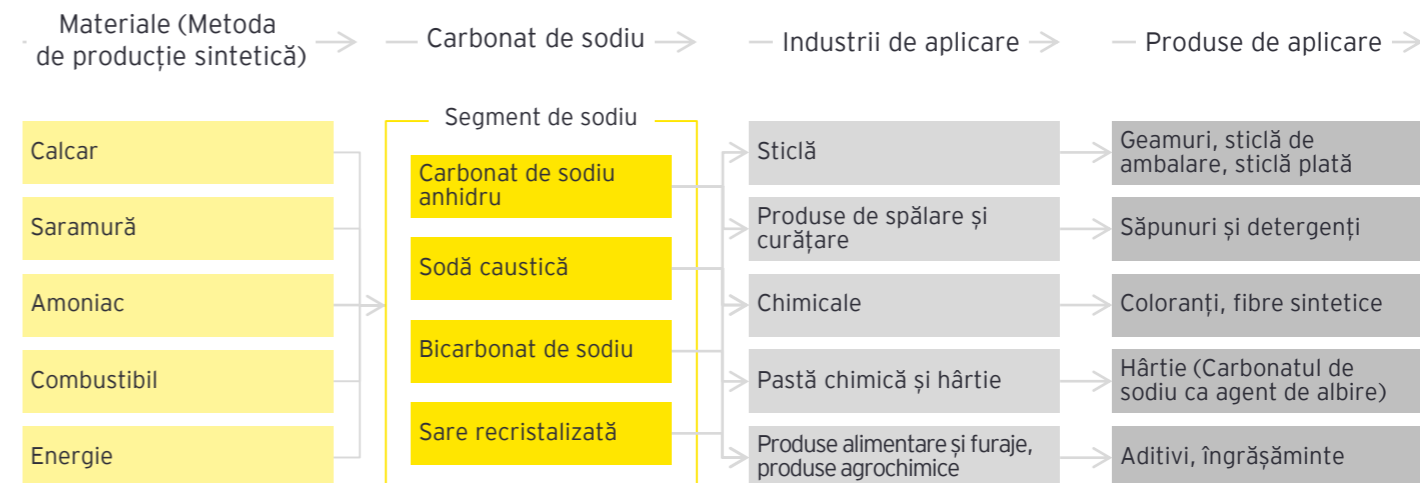 Materiale (Metoda
de producție sintetică)
Carbonat de sodiu
Industrii de aplicare
Produse de aplicare
Segment de sodiu
Calcar
Saramură
Amoniac
Combustibil
Energie
Carbonat de sodiu
anhidru
Sodă caustică
Bicarbonat de sodiu
Sare recristalizată
Sticlă
Produse de spălare și
curățare
Chimicale
Pastă chimică și hârtie
Produse alimentare și furaje,
produse agrochimice
Geamuri, sticlă de
ambalare, sticlă plată
Săpunuri și detergenți
Coloranți, fibre sintetice
Hârtie (Carbonatul de
sodiu ca agent de albire)
Aditivi, îngrășăminte